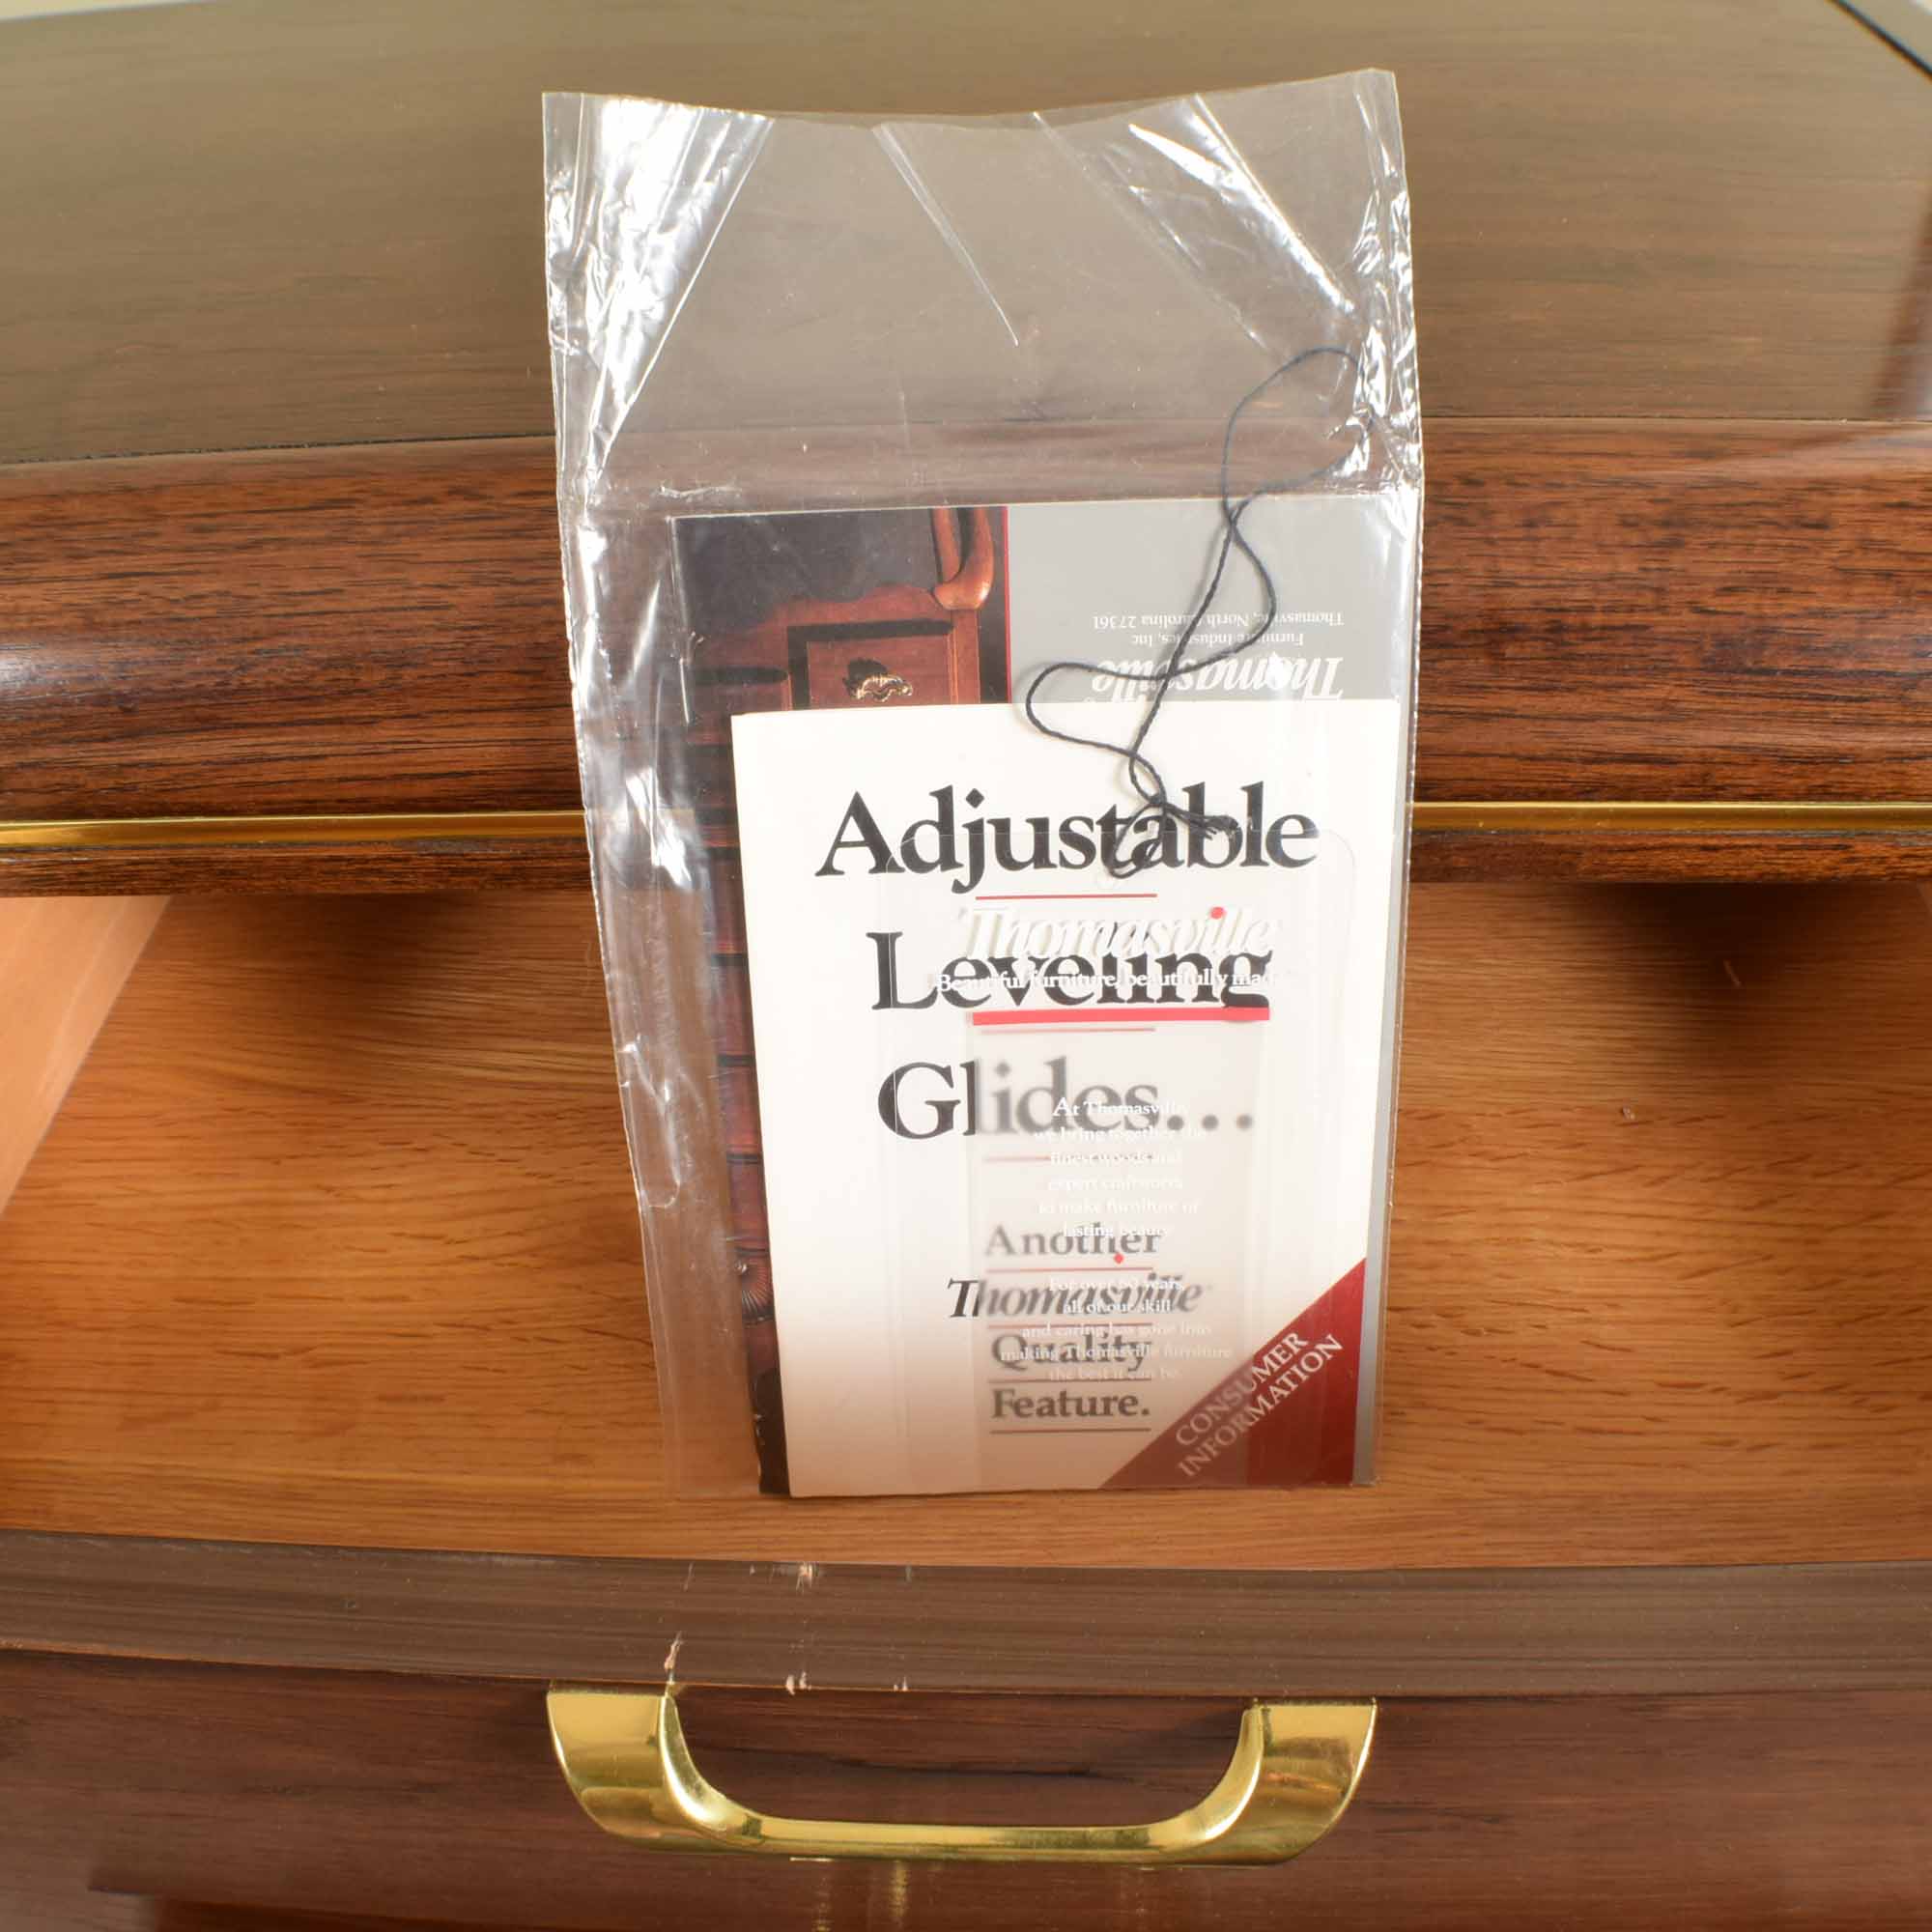 Thomasville
Furniture Industries, Inc
Thomasville, North Carolina 27361
Adjustable
Thomasville
Leveling
Beautiful furniture, beautifully made
Glides...
At Thomasville
we bring together the
finest woods and
expert craftsmen
to make furniture of
lasting beauty
Another
Thomasville
For over 80 years
all of our skill
and caring has gone into
Quality
making Thomasville furniture
the best it can be.
Feature.
CONSUMER
INFORMATION